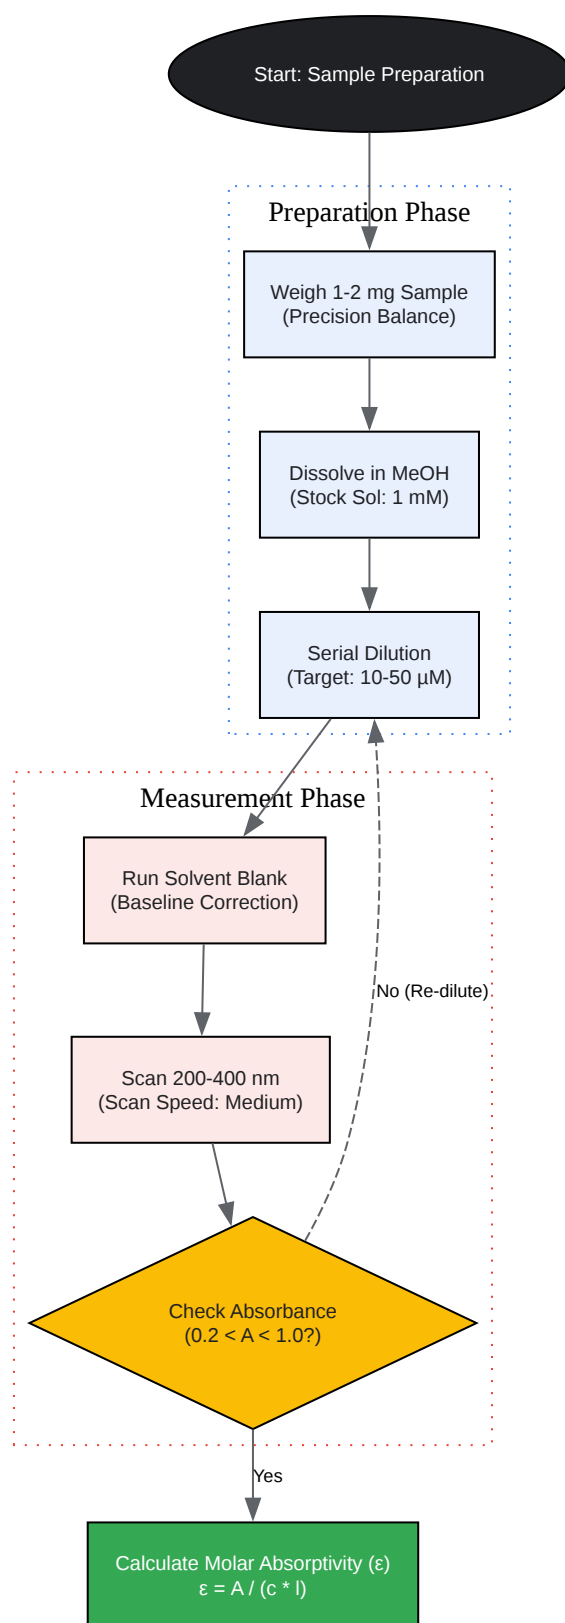 Start: Sample Preparation
Preparation Phase
Weigh 1-2 mg Sample
(Precision Balance)
Dissolve in MeOH
(Stock Sol: 1 mM)
Serial Dilution
(Target: 10-50 µM)
Measurement Phase
Run Solvent Blank
(Baseline Correction)
No (Re-dilute)
Scan 200-400 nm
(Scan Speed: Medium)
Check Absorbance
(0.2 < A < 1.0?)
Yes
Calculate Molar Absorptivity (ε)
ε = A / (c * l)